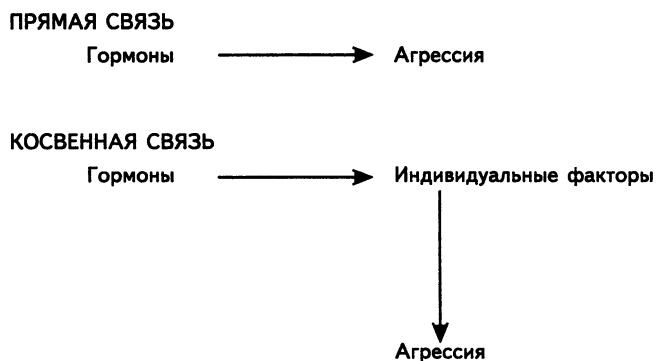 ПРЯМАЯ СВЯЗЬ
Гормоны Агрессия
КОСВЕННАЯ СВЯЗЬ
Гормоны Индивидуальные факторы
Агрессия